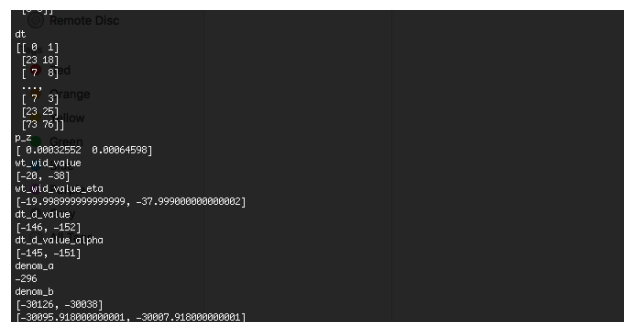 Remote Disc
dt
[[ 0 1]
[23 18]
[ 7 8]
...,
[ 7 3]
[23 25]
[73 76]]
p_z
[ 0.00032552 0.00064598]
wt_wid_value
[-20, -38]
wt_wid_value_eta
[-19.998999999999999, -37.999000000000002]
dt_d_value
[-146, -152]
dt_d_value_alpha
[-145, -151]
denom_a
-296
denom_b
[-30126, -30038]
[-30095.918000000001, -30007.918000000001]